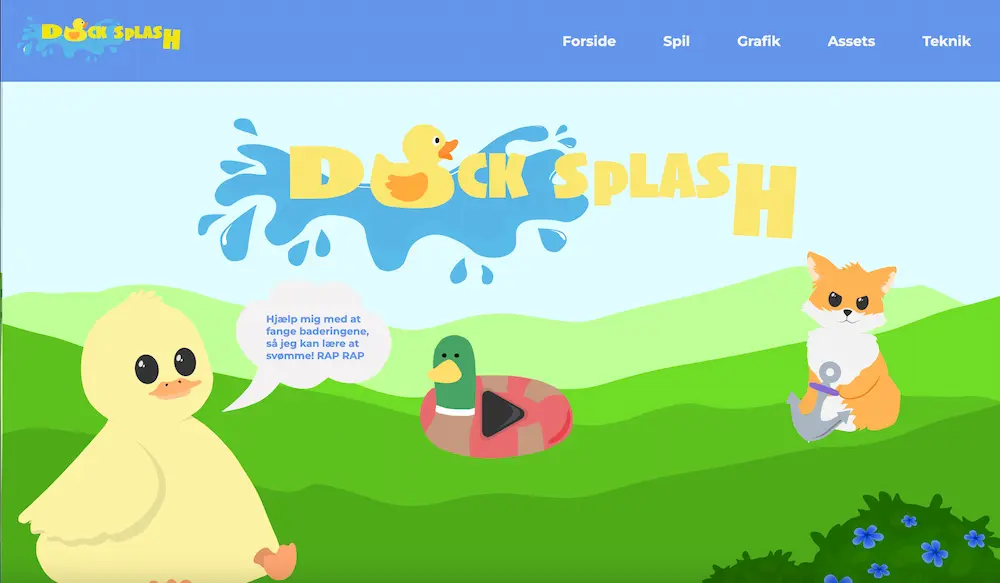 DUCK SPLASH
Forside
Spil
Grafik
Assets
Teknik
DUCK SPLASH
Hjælp mig med at
fange baderingene,
så jeg kan lære at
svømme! RAP RAP